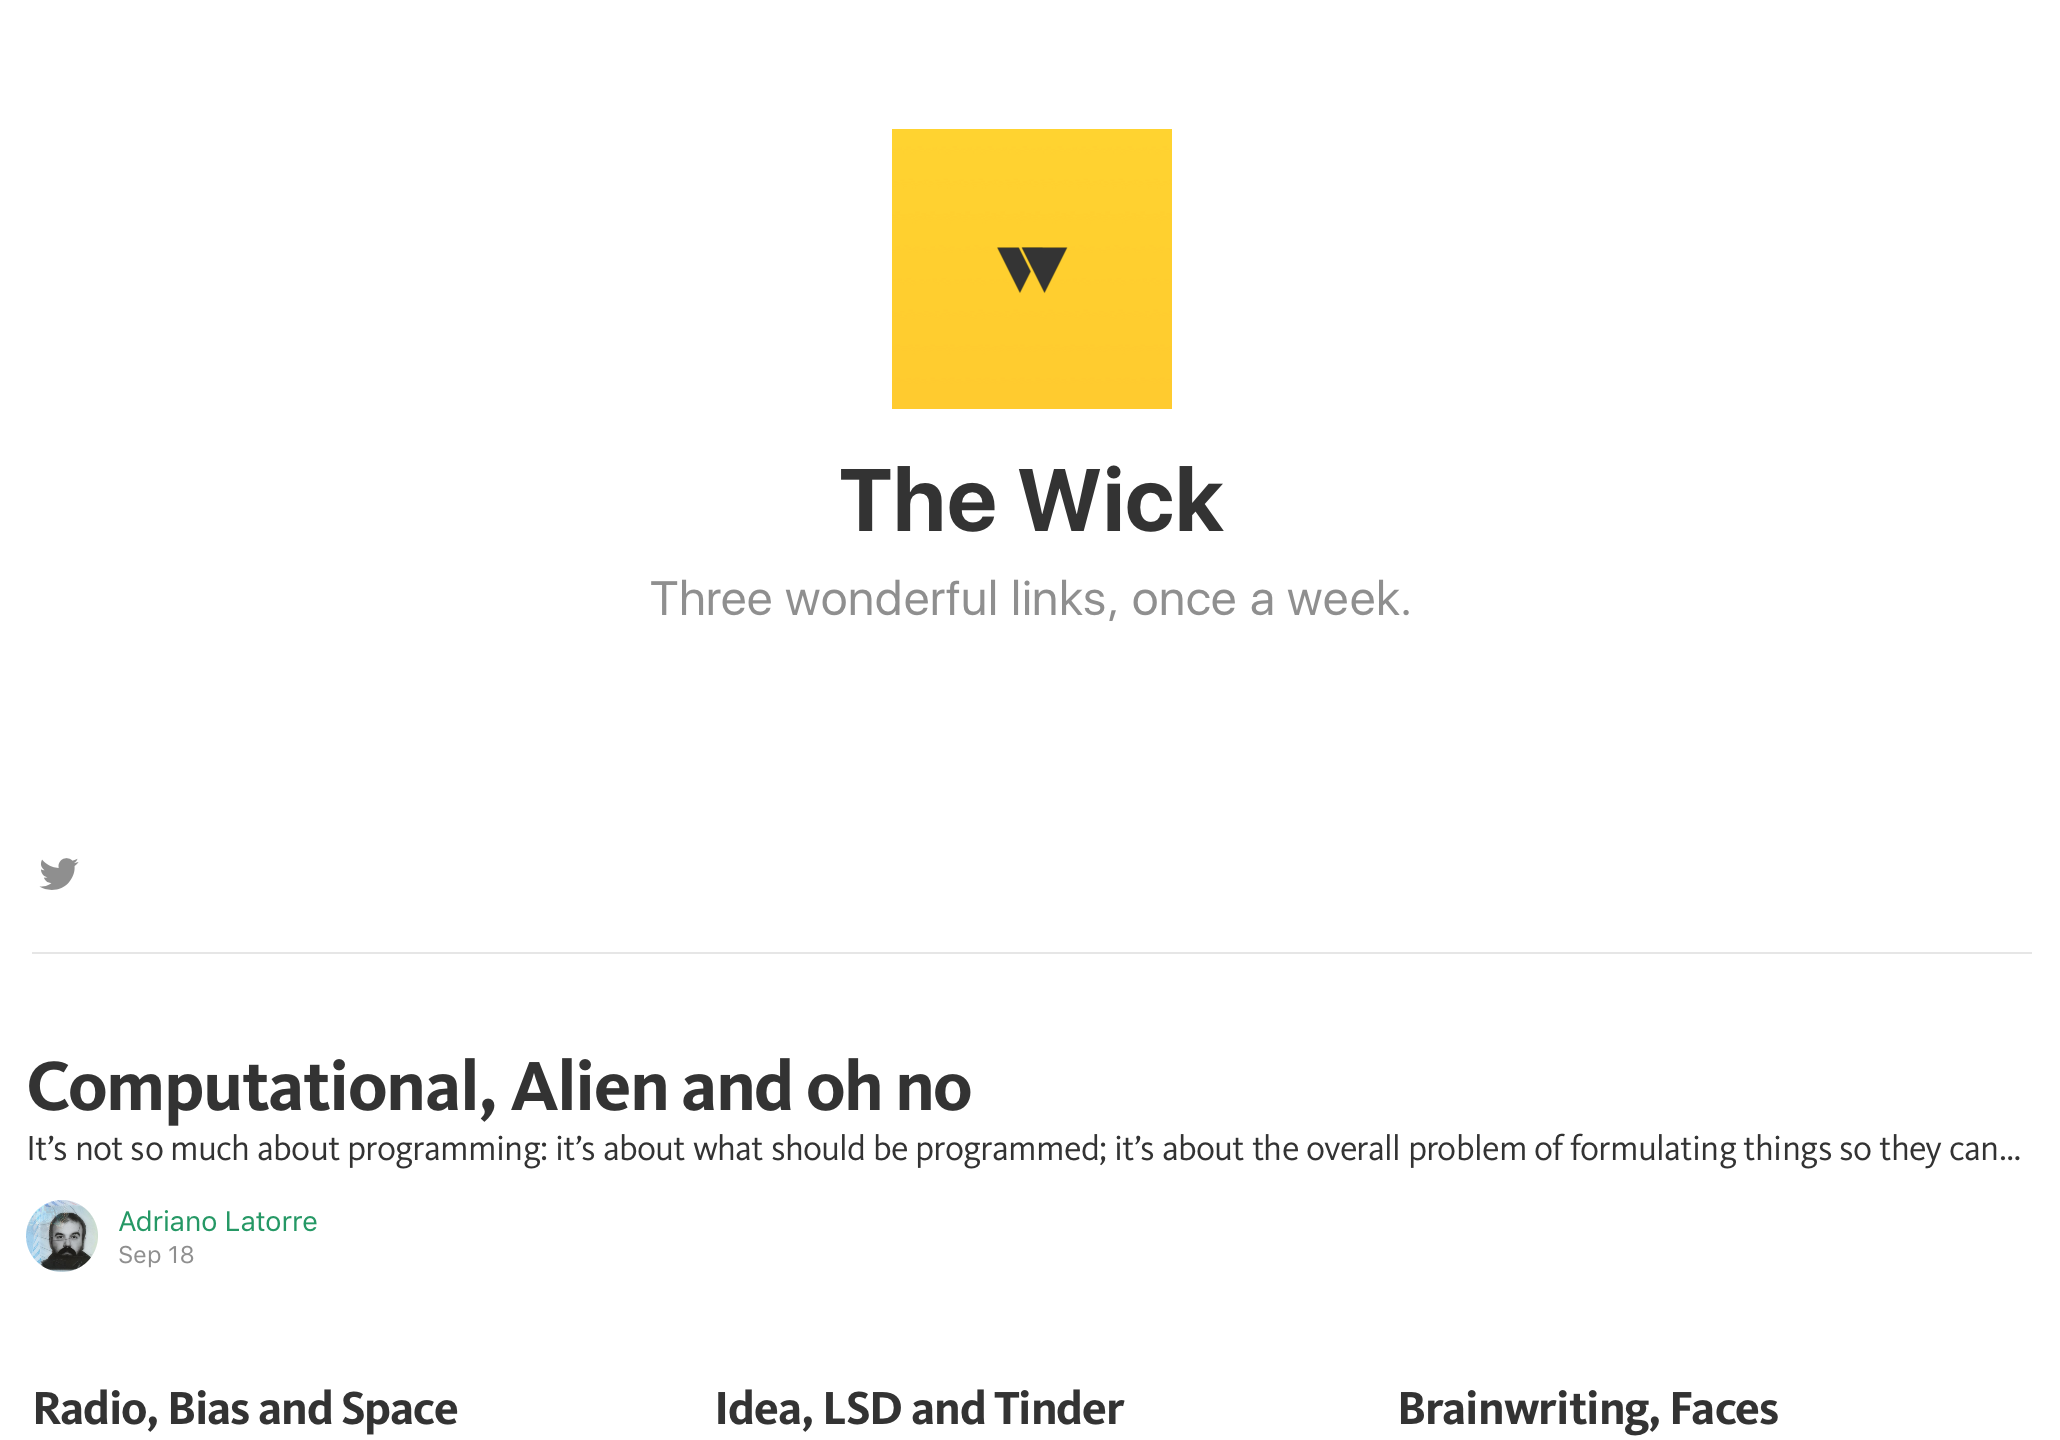 The Wick
Three wonderful links, once a week.
Computational, Alien and oh no
It’s not so much about programming: it’s about what should be programmed; it’s about the overall problem of formulating things so they can…
Adriano Latorre
Sep 18
Radio, Bias and Space
Idea, LSD and Tinder
Brainwriting, Faces